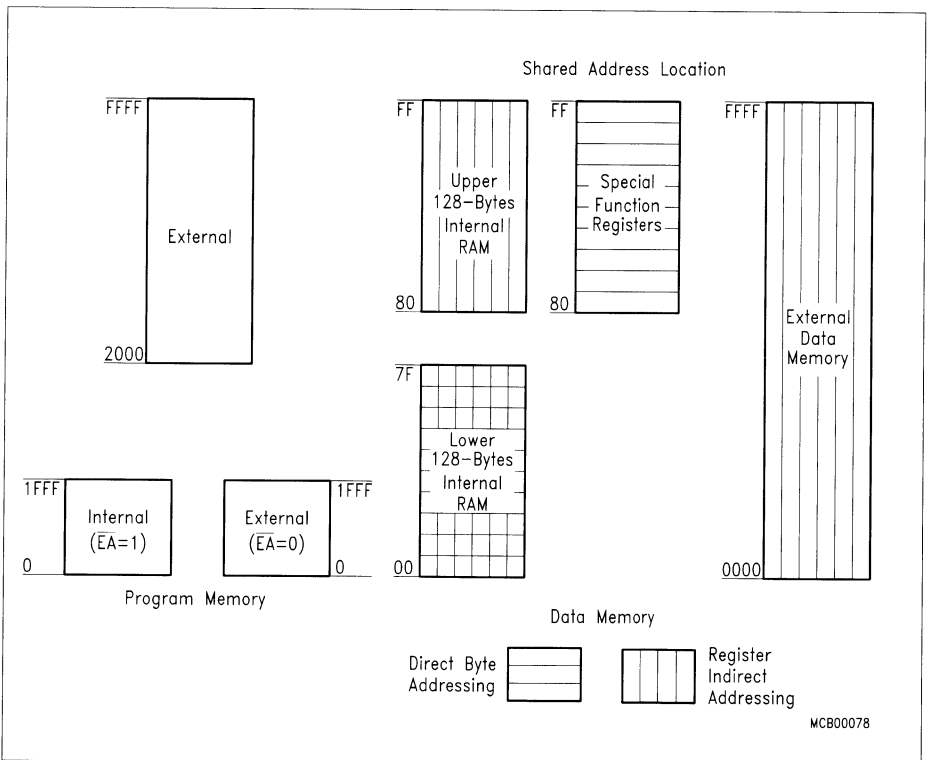 Shared Address Location
FFFF
External
2000
1FFF
Internal
(E̅A̅=1)
0
External
(E̅A̅=0)
1FFF
0
Program Memory
FF
Upper
128-Bytes
Internal
RAM
80
FF
Special
Function
Registers
80
7F
Lower
128-Bytes
Internal
RAM
00
FFFF
External
Data
Memory
0000
Data Memory
Direct Byte
Addressing
Register
Indirect
Addressing
MCB00078